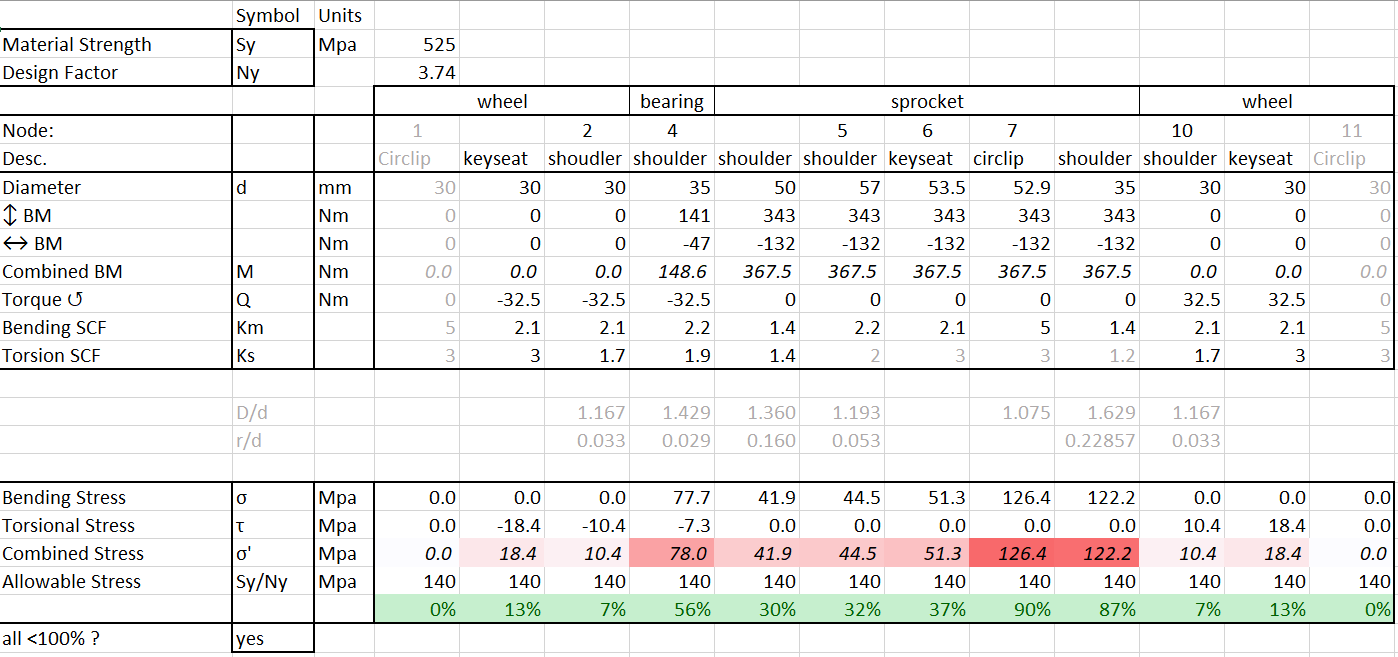 Symbol Units
Material Strength Sy Mpa 525
Design Factor Ny 3.74
wheel bearing sprocket wheel
Node: 1 2 4 5 6 7 10 11
Desc. Circlip keyseat shoudler shoulder shoulder shoulder keyseat circlip shoulder shoulder keyseat Circlip
Diameter d mm 30 30 30 35 50 57 53.5 52.9 35 30 30 30
↕ BM Nm 0 0 0 141 343 343 343 343 343 0 0 0
↔ BM Nm 0 0 0 -47 -132 -132 -132 -132 -132 0 0 0
Combined BM M Nm 0.0 0.0 0.0 148.6 367.5 367.5 367.5 367.5 367.5 0.0 0.0 0.0
Torque ↺ Q Nm 0 -32.5 -32.5 -32.5 0 0 0 0 0 32.5 32.5 0
Bending SCF Km 5 2.1 2.1 2.2 1.4 2.2 2.1 5 1.4 2.1 2.1 5
Torsion SCF Ks 3 3 1.7 1.9 1.4 2 3 3 1.2 1.7 3 3
D/d 1.167 1.429 1.360 1.193 1.075 1.629 1.167
r/d 0.033 0.029 0.160 0.053 0.22857 0.033
Bending Stress σ Mpa 0.0 0.0 0.0 77.7 41.9 44.5 51.3 126.4 122.2 0.0 0.0 0.0
Torsional Stress τ Mpa 0.0 -18.4 -10.4 -7.3 0.0 0.0 0.0 0.0 0.0 10.4 18.4 0.0
Combined Stress σ' Mpa 0.0 18.4 10.4 78.0 41.9 44.5 51.3 126.4 122.2 10.4 18.4 0.0
Allowable Stress Sy/Ny Mpa 140 140 140 140 140 140 140 140 140 140 140 140
0% 13% 7% 56% 30% 32% 37% 90% 87% 7% 13% 0%
all <100% ? yes